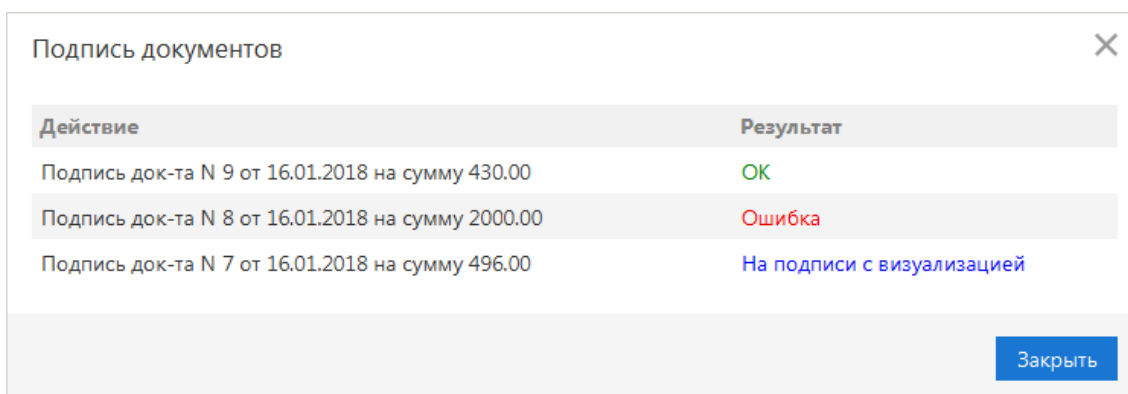 Подпись документов
Действие Результат
Подпись док-та N 9 от 16.01.2018 на сумму 430.00 OK
Подпись док-та N 8 от 16.01.2018 на сумму 2000.00 Ошибка
Подпись док-та N 7 от 16.01.2018 на сумму 496.00 На подписи с визуализацией
Закрыть